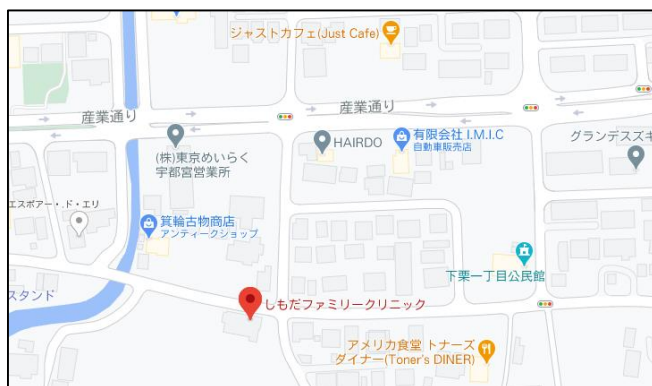 ジャストカフェ(Just Cafe)
産業通り
産業通り
(株)東京めいらく
宇都宮営業所
HAIRDO
有限会社 I.M.I.C
自動車販売店
グランデスズキ
エスポアー・.ド・エリ
箕輪古物商店
アンティークショップ
下栗一丁目公民館
スタンド
しもだファミリークリニック
アメリカ食堂 トナーズ
ダイナー(Toner's DINER)